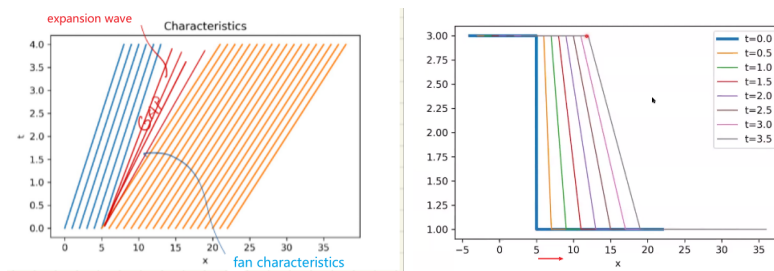 expansion wave
Characteristics
4.0
3.5
3.0
2.5
2.0
1.5
1.0
0.5
0.0
t
Gap
0 5 10 15 20 25 30 35
x
fan characteristics
3.00
2.75
2.50
2.25
2.00
1.75
1.50
1.25
1.00
t=0.0
t=0.5
t=1.0
t=1.5
t=2.0
t=2.5
t=3.0
t=3.5
−5 0 5 10 15 20 25 30 35
x